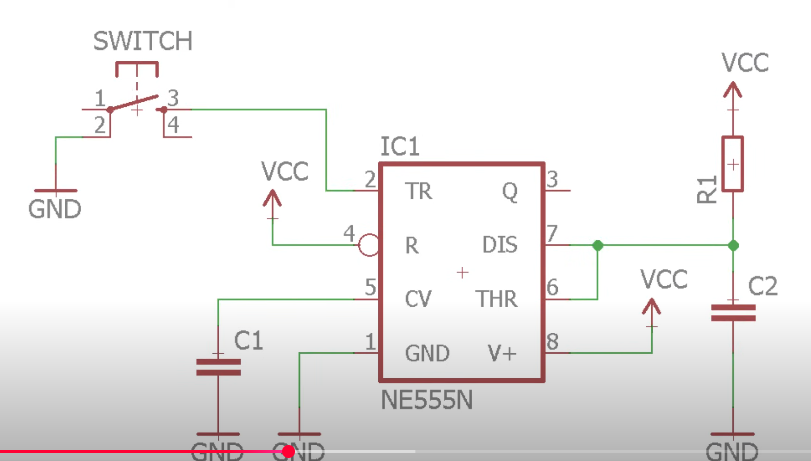 SWITCH
1 3
2 4
GND
VCC
IC1
VCC
2 TR Q 3
4 R DIS 7
5 CV THR 6
1 GND V+ 8
NE555N
R1
VCC
C2
C1
GND
GND
GND